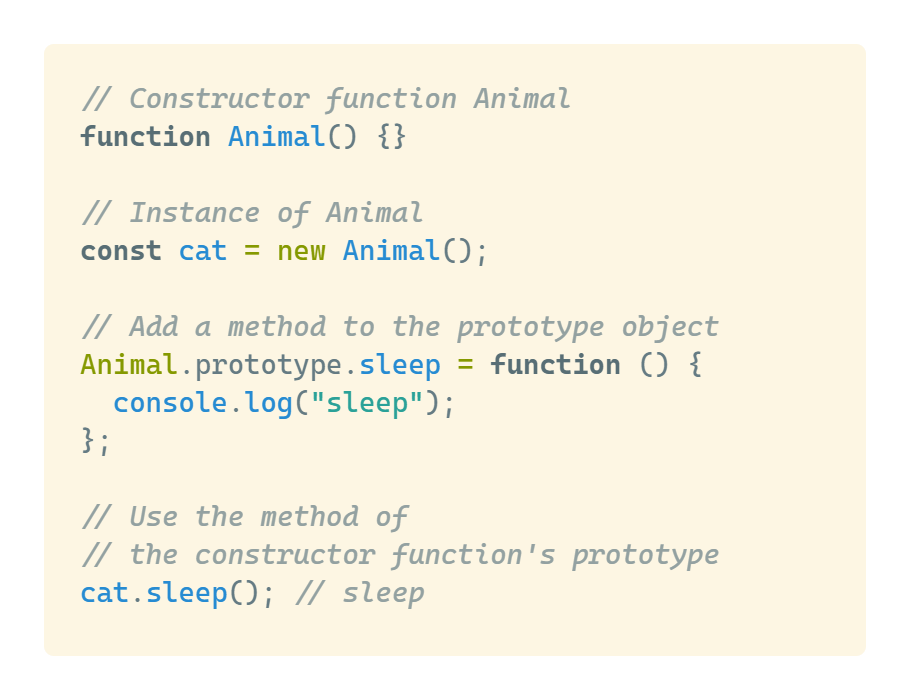 // Constructor function Animal
function Animal() {}

// Instance of Animal
const cat = new Animal();

// Add a method to the prototype object
Animal.prototype.sleep = function () {
  console.log("sleep");
};

// Use the method of
// the constructor function's prototype
cat.sleep(); // sleep